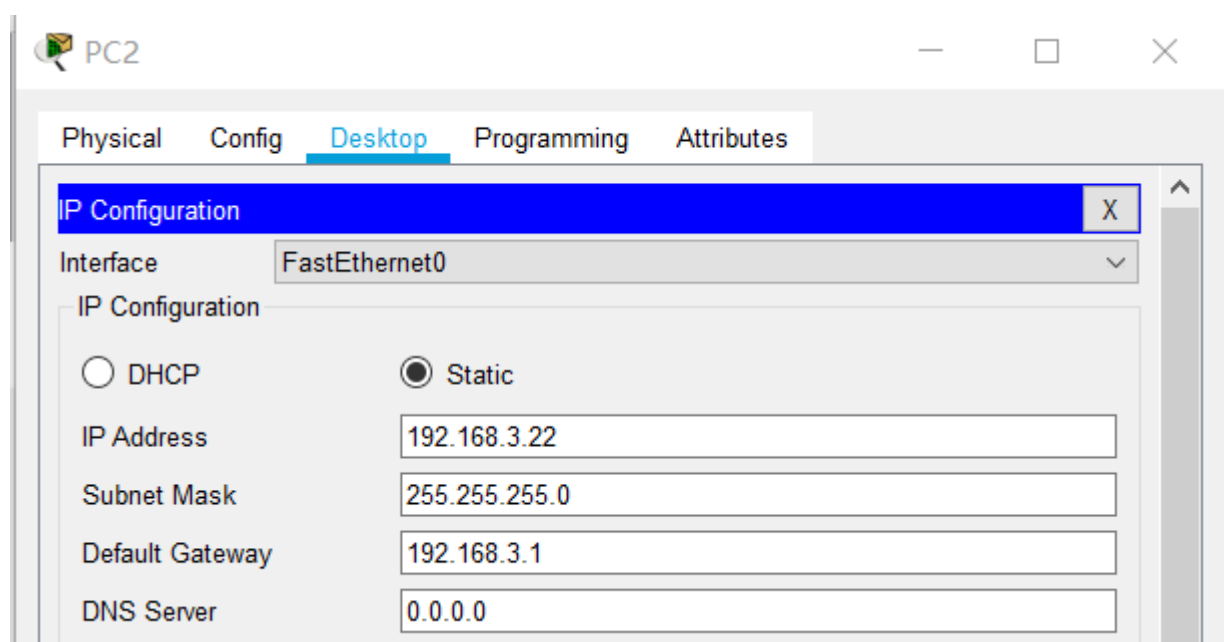 PC2
Physical Config Desktop Programming Attributes
IP Configuration X
Interface FastEthernet0
IP Configuration
DHCP Static
IP Address 192.168.3.22
Subnet Mask 255.255.255.0
Default Gateway 192.168.3.1
DNS Server 0.0.0.0